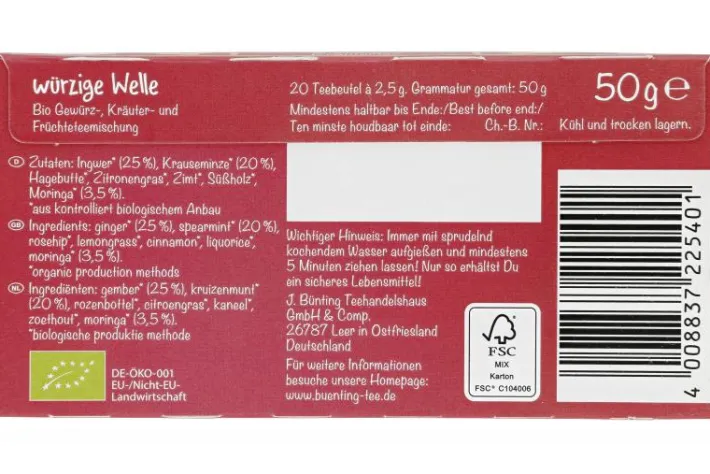 würzige Welle
Bio Gewürz-, Kräuter- und
Früchteteemischung
20 Teebeutel à 2,5 g. Grammatur gesamt: 50 g
Mindestens haltbar bis Ende:/Best before end:/
Ten minste houdbaar tot einde: Ch.-B. Nr.:
50g℮
Kühl und trocken lagern.
D Zutaten: Ingwer* (25 %), Krauseminze* (20 %),
Hagebutte*, Zitronengras*, Zimt*, Süßholz*,
Moringa* (3,5 %).
*aus kontrolliert biologischem Anbau
GB Ingredients: ginger* (25 %), spearmint* (20 %),
rosehip*, lemongrass*, cinnamon*, liquorice*,
moringa* (3,5 %).
*organic production methods
NL Ingrediënten: gember* (25 %), kruizenmunt*
(20 %), rozenbottel*, citroengras*, kaneel*,
zoethout*, moringa* (3,5 %).
*biologische produktie methode
DE-ÖKO-001
EU-/Nicht-EU-
Landwirtschaft
Wichtiger Hinweis: Immer mit sprudelnd
kochendem Wasser aufgießen und mindestens
5 Minuten ziehen lassen! Nur so erhältst Du
ein sicheres Lebensmittel!
J. Bünting Teehandelshaus
GmbH & Comp.
26787 Leer in Ostfriesland
Deutschland
Für weitere Informationen
besuche unsere Homepage:
www.buenting-tee.de
FSC
MIX
Karton
FSC® C104006
4 008837 225401